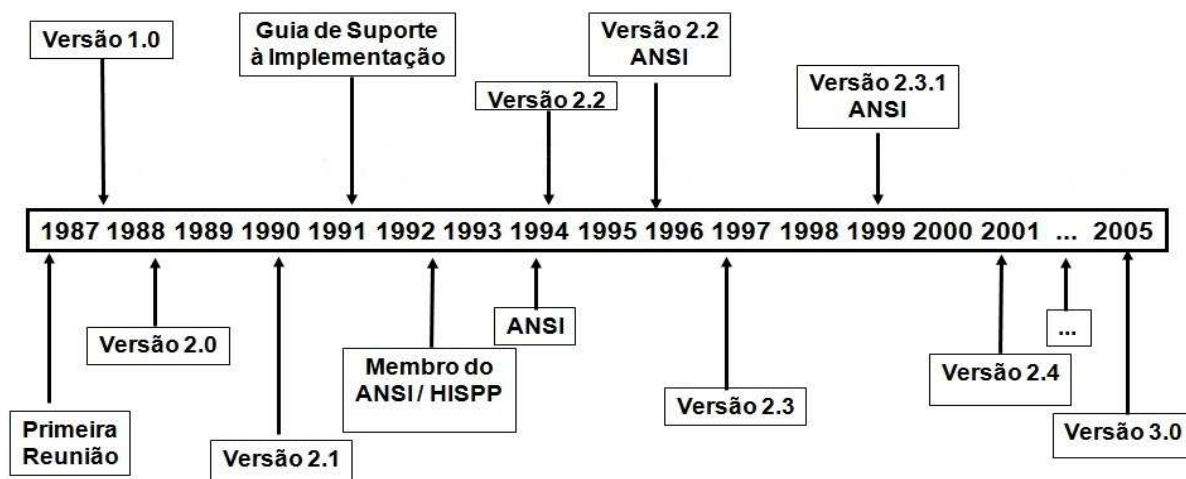 Versão 1.0
Guia de Suporte
à Implementação
Versão 2.2
Versão 2.2
ANSI
Versão 2.3.1
ANSI
1987 1988 1989 1990 1991 1992 1993 1994 1995 1996 1997 1998 1999 2000 2001 ... 2005
Primeira
Reunião
Versão 2.0
Versão 2.1
Membro do
ANSI / HISPP
ANSI
Versão 2.3
Versão 2.4
...
Versão 3.0